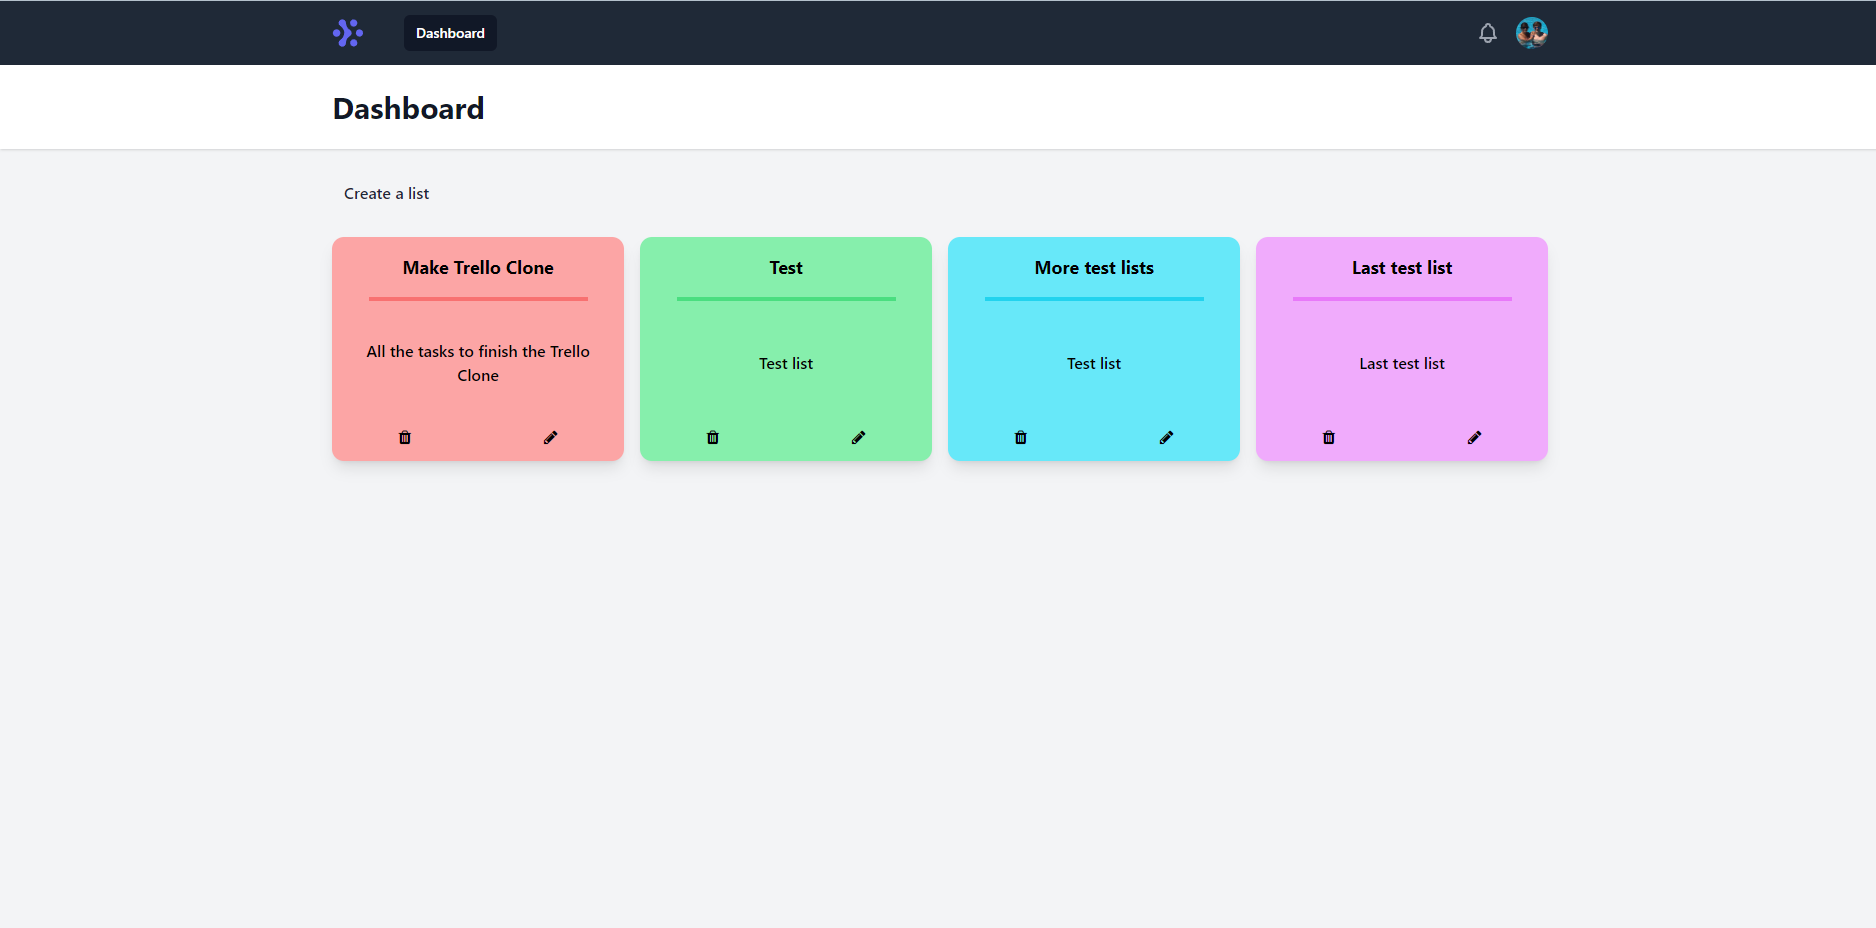 Dashboard
Dashboard
Create a list
Make Trello Clone
All the tasks to finish the Trello
Clone
Test
Test list
More test lists
Test list
Last test list
Last test list